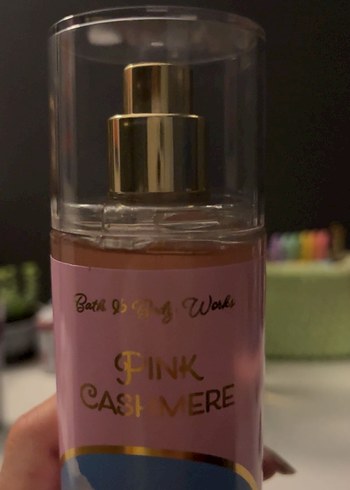 Bath & Body Works
PINK
CASHMERE